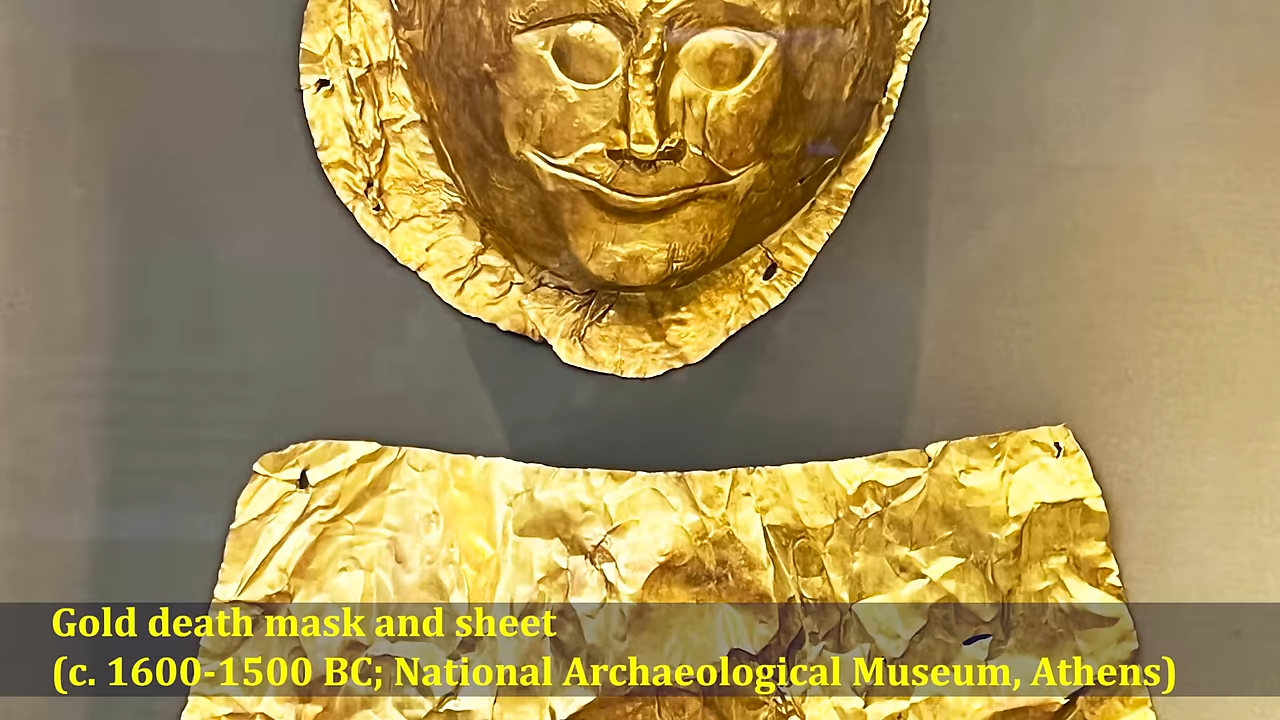 Gold death mask and sheet
(c. 1600-1500 BC; National Archaeological Museum, Athens)